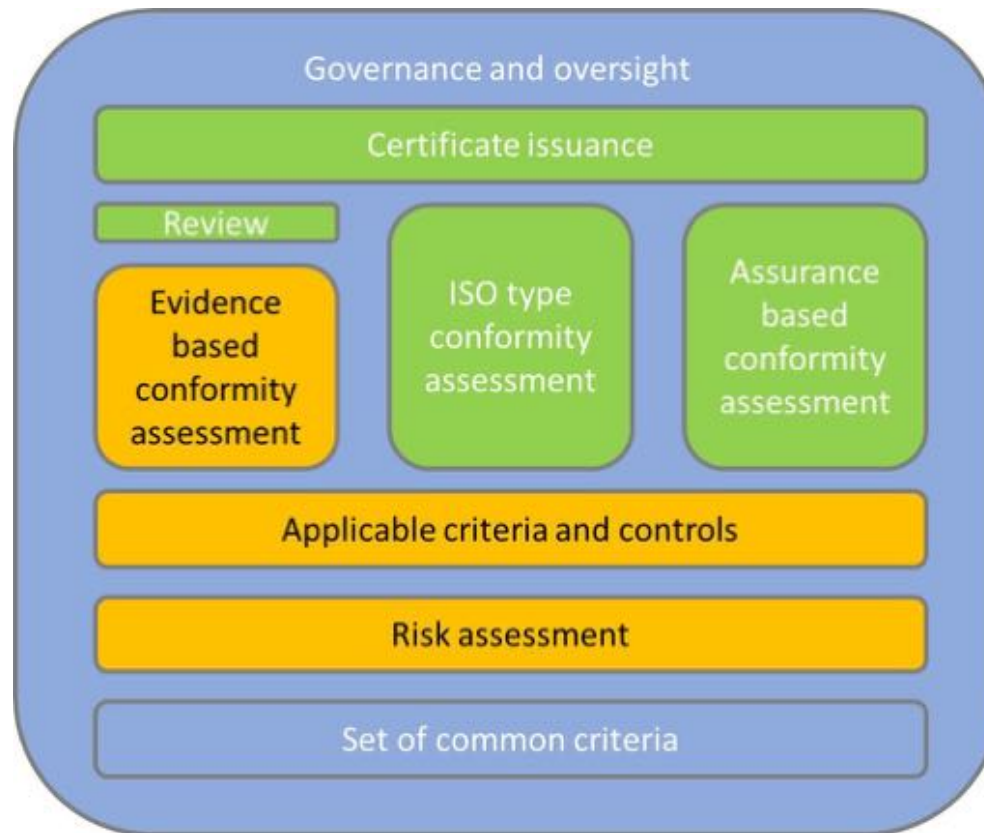 Governance and oversight
Certificate issuance
Review
Evidence
based
conformity
assessment
ISO type
conformity
assessment
Assurance
based
conformity
assessment
Applicable criteria and controls
Risk assessment
Set of common criteria